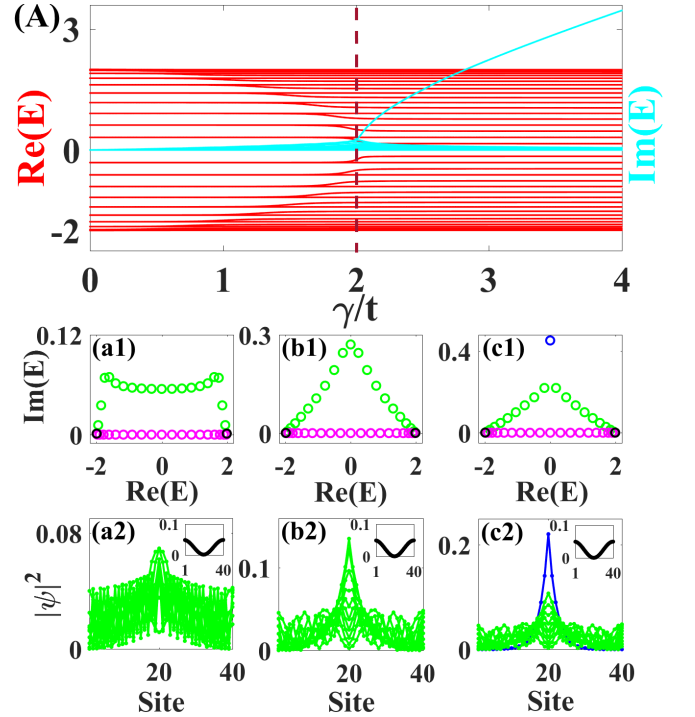 (A)
3
0
-2
Re(E)
Im(E)
0 1 2 3 4
γ/t
(a1) (b1) (c1)
0.12 0.3 0.4
0 0 0
Im(E)
-2 0 2 -2 0 2 -2 0 2
Re(E) Re(E) Re(E)
(a2) (b2) (c2)
0.08 0.1 0.2
0 0 0
|ψ|²
0.1 0.1 0.1
0 0 0
1 40 1 40 1 40
20 40 20 40 20 40
Site Site Site